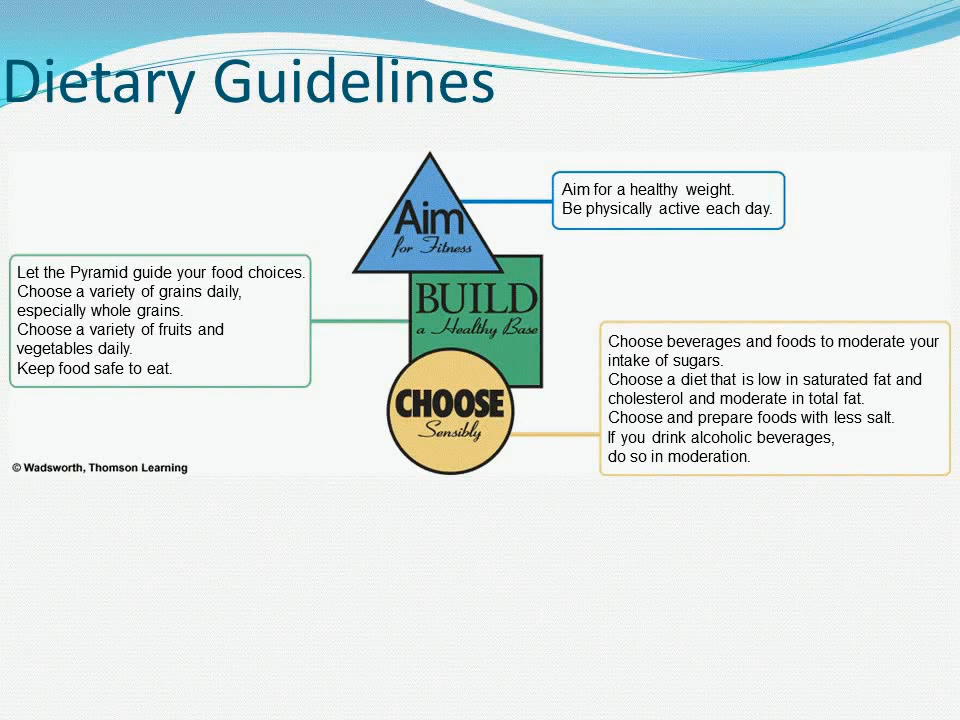 Dietary Guidelines
Aim
for Fitness
Aim for a healthy weight.
Be physically active each day.
Let the Pyramid guide your food choices.
Choose a variety of grains daily,
especially whole grains.
Choose a variety of fruits and
vegetables daily.
Keep food safe to eat.
BUILD
a Healthy Base
CHOOSE
Sensibly
Choose beverages and foods to moderate your
intake of sugars.
Choose a diet that is low in saturated fat and
cholesterol and moderate in total fat.
Choose and prepare foods with less salt.
If you drink alcoholic beverages,
do so in moderation.
© Wadsworth, Thomson Learning